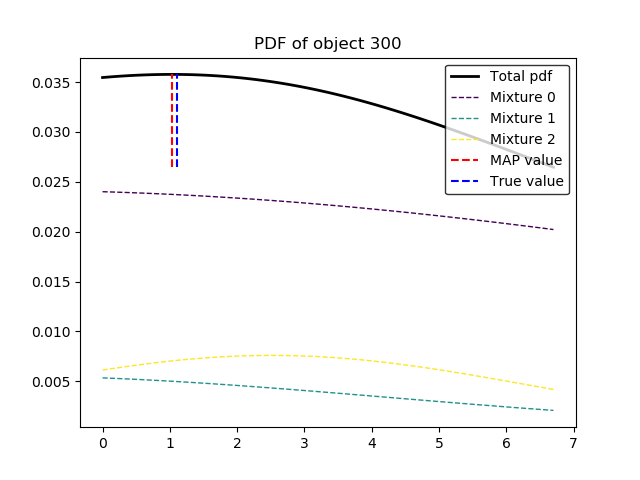 PDF of object 300
Total pdf
Mixture 0
Mixture 1
Mixture 2
MAP value
True value
0.035
0.030
0.025
0.020
0.015
0.010
0.005
0 1 2 3 4 5 6 7